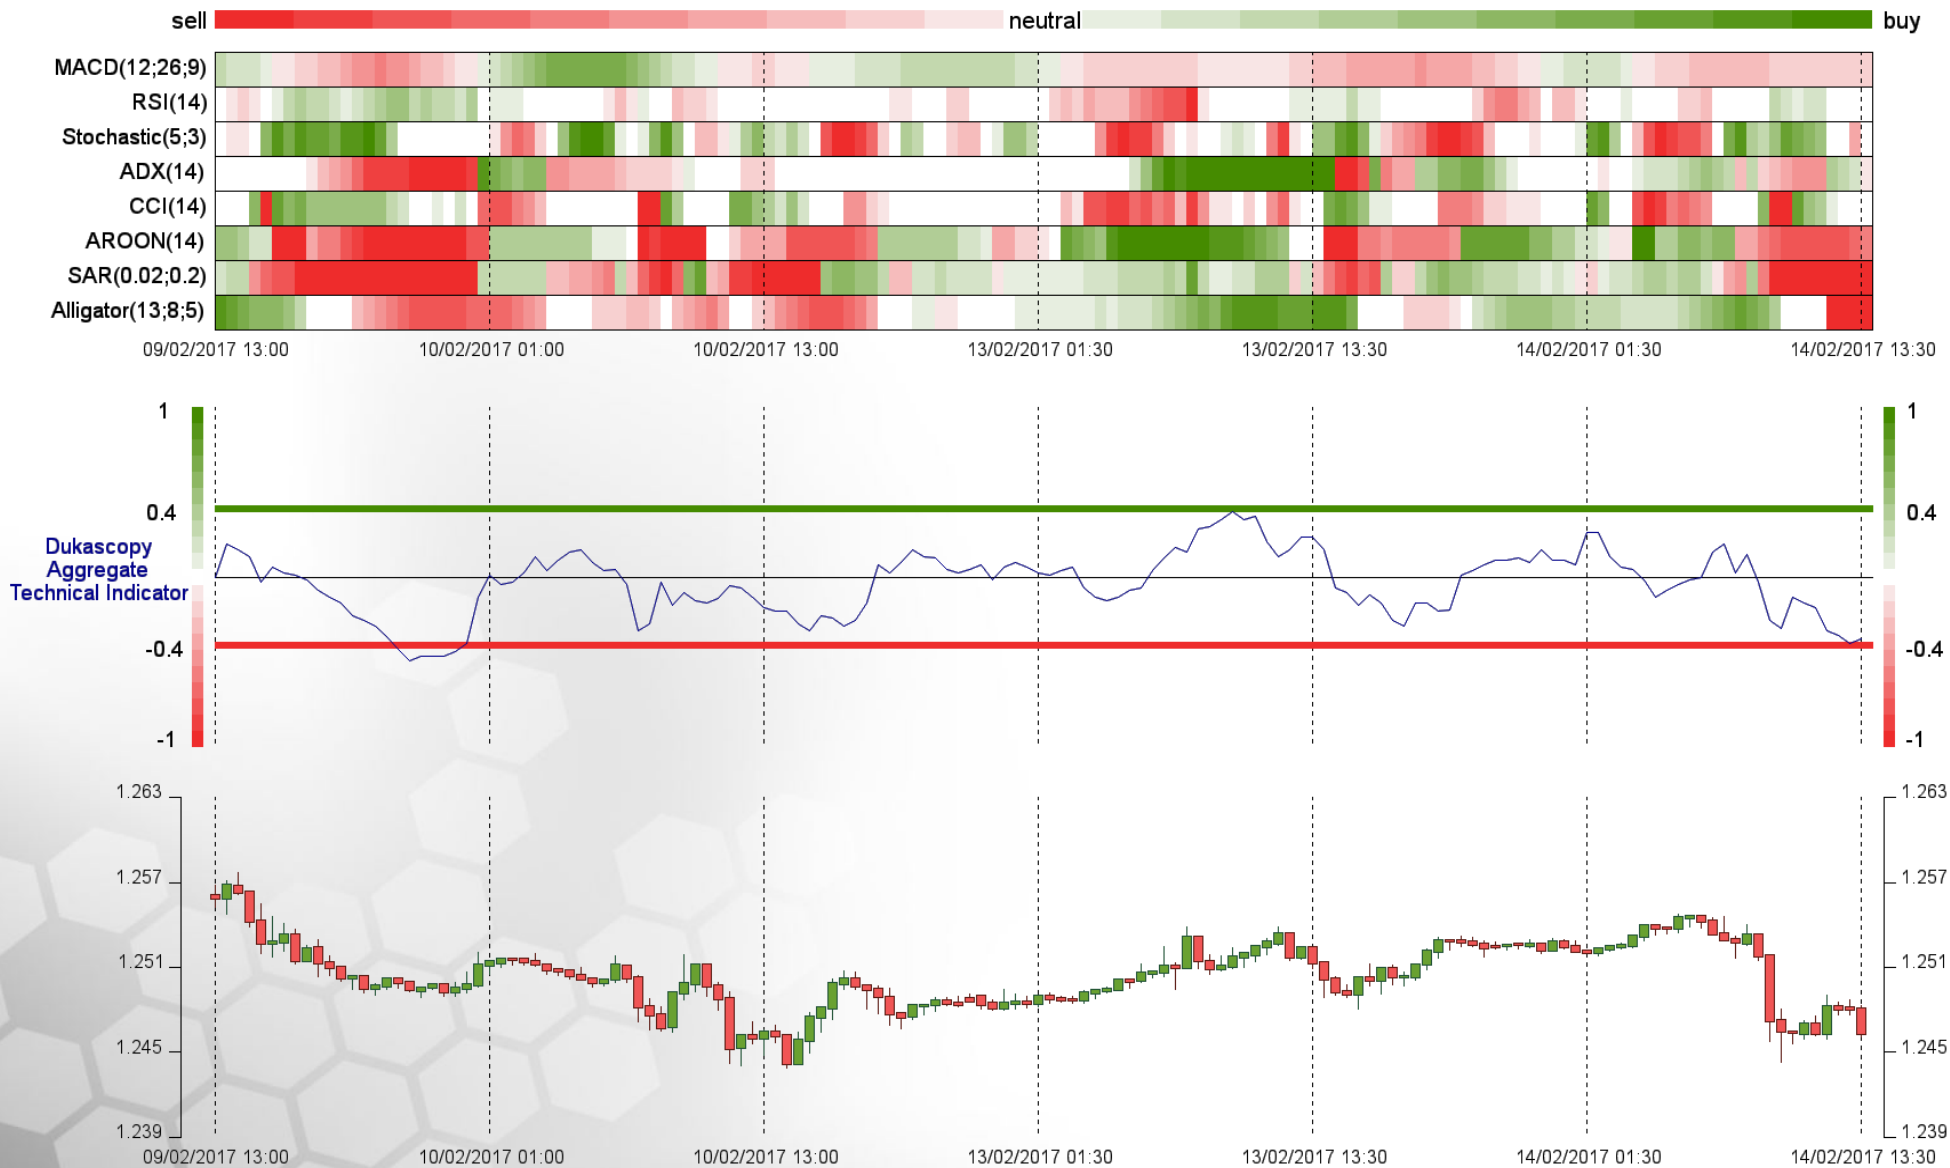 sell neutral buy
MACD(12;26;9)
RSI(14)
Stochastic(5;3)
ADX(14)
CCI(14)
AROON(14)
SAR(0.02;0.2)
Alligator(13;8;5)
09/02/2017 13:00 10/02/2017 01:00 10/02/2017 13:00 13/02/2017 01:30 13/02/2017 13:30 14/02/2017 01:30 14/02/2017 13:30
1 1
0.4 0.4
Dukascopy
Aggregate
Technical Indicator
-0.4 -0.4
-1 -1
1.263 1.263
1.257 1.257
1.251 1.251
1.245 1.245
1.239 1.239
09/02/2017 13:00 10/02/2017 01:00 10/02/2017 13:00 13/02/2017 01:30 13/02/2017 13:30 14/02/2017 01:30 14/02/2017 13:30